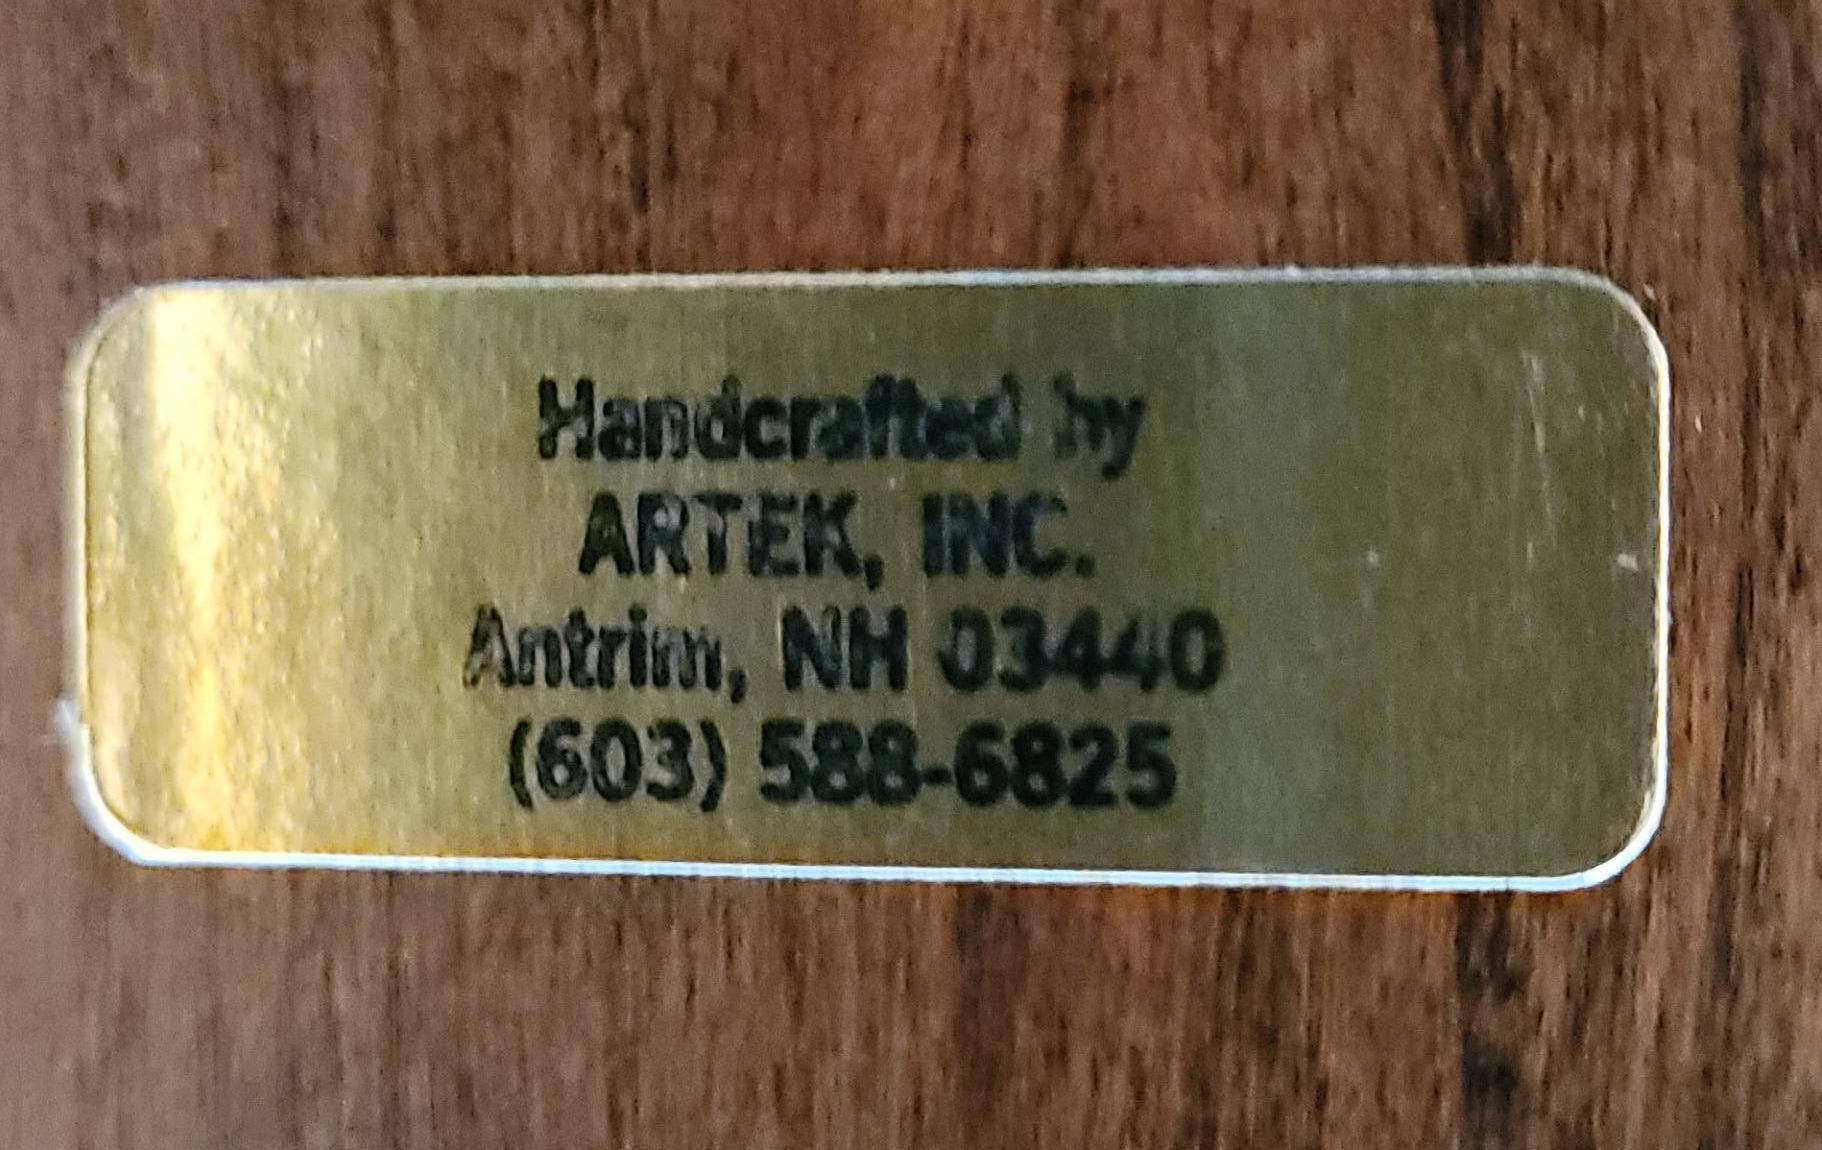 Handcrafted by
ARTEK, INC.
Antrim, NH 03440
(603) 588-6825